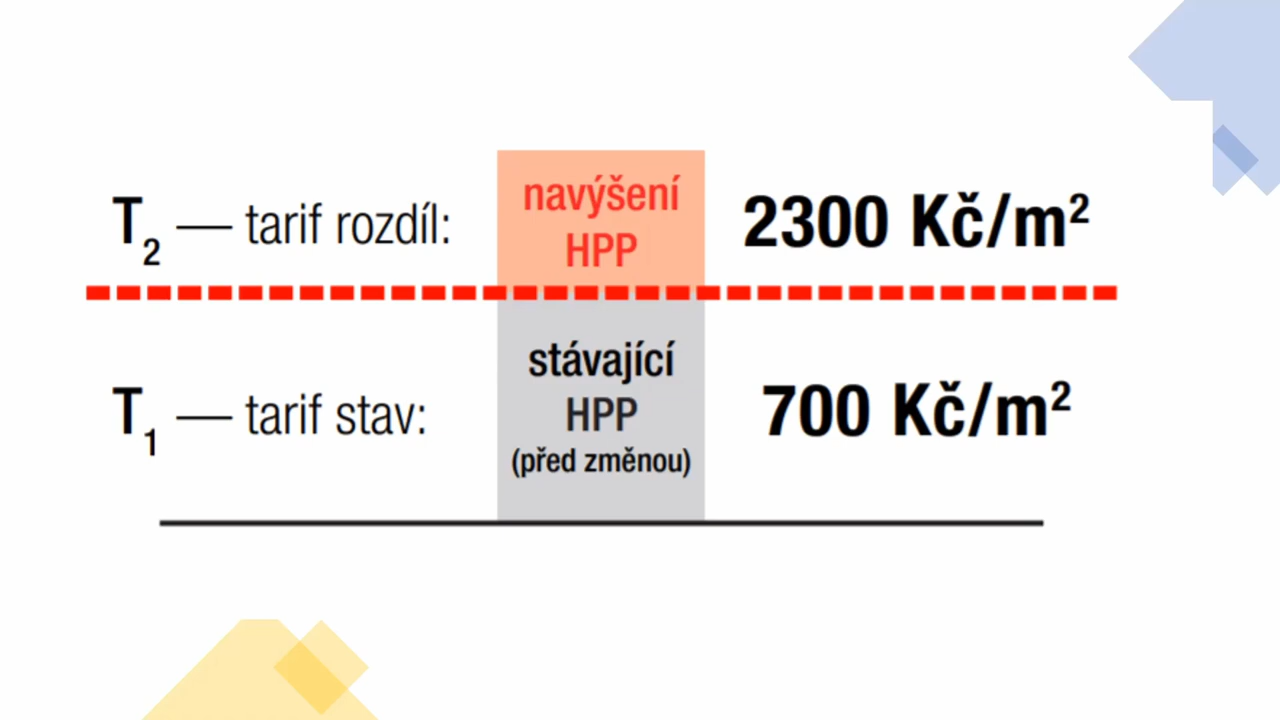 T₂ — tarif rozdíl:
navýšení
HPP
2300 Kč/m²
T₁ — tarif stav:
stávající
HPP
(před změnou)
700 Kč/m²